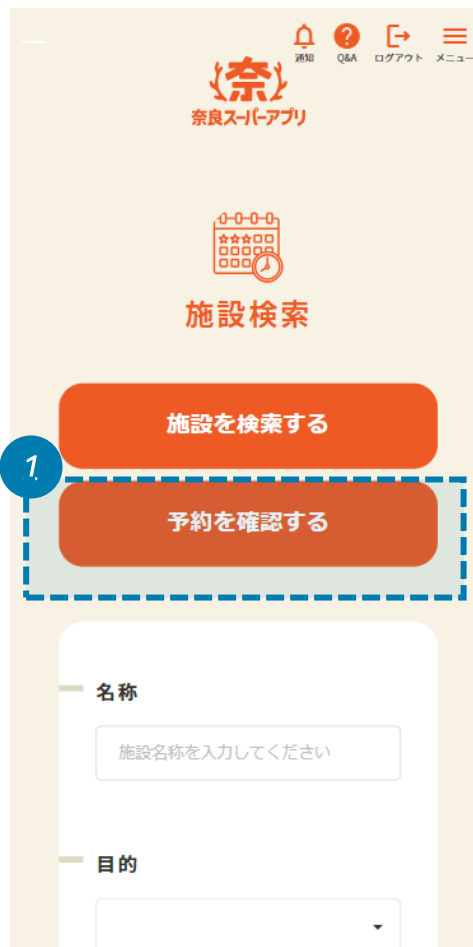 通知 Q&A ログアウト メニュー
奈
奈良スーパーアプリ
施設検索
施設を検索する
1.
予約を確認する
名称
施設名称を入力してください
目的